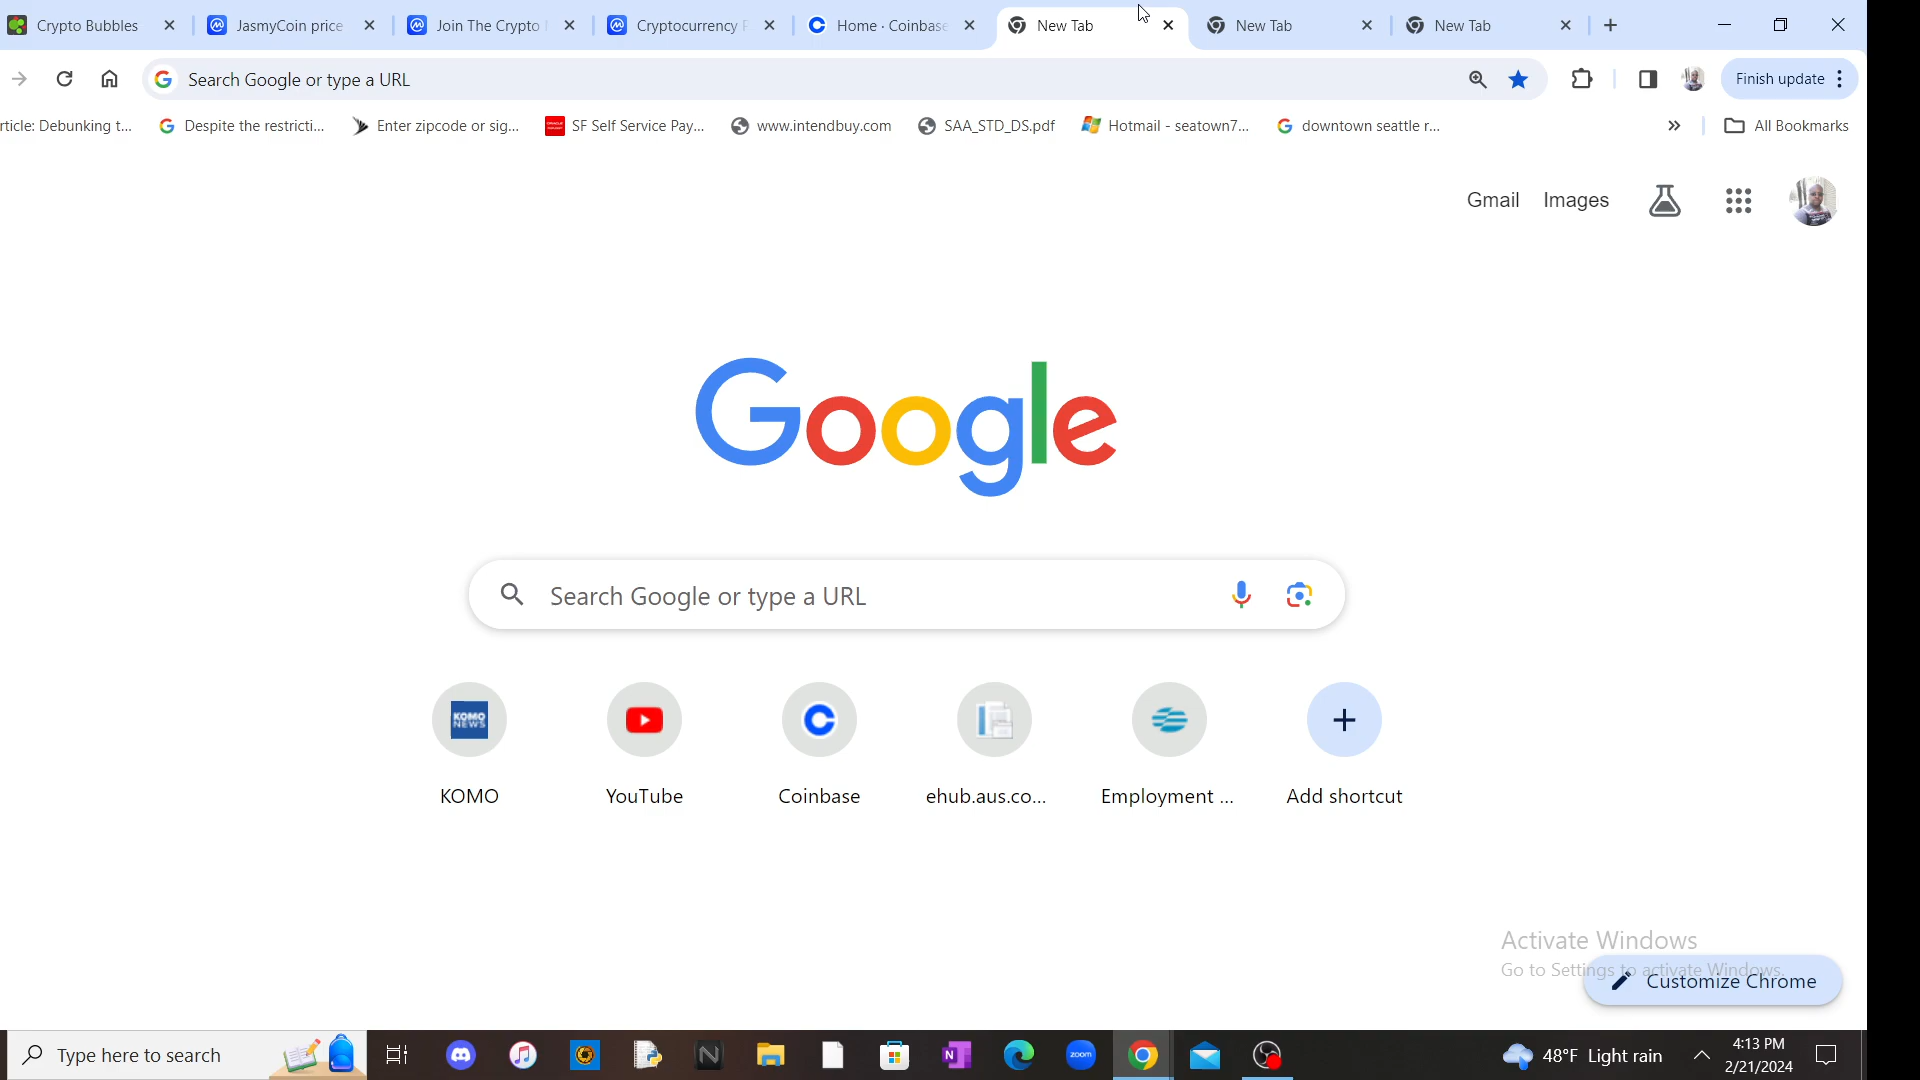 Crypto Bubbles
JasmyCoin price
Join The Crypto
Cryptocurrency P
Home · Coinbase
New Tab
New Tab
New Tab
Search Google or type a URL
Finish update
rticle: Debunking t...
Despite the restricti...
Enter zipcode or sig...
SF Self Service Pay...
www.intendbuy.com
SAA_STD_DS.pdf
Hotmail - seatown7...
downtown seattle r...
All Bookmarks
Gmail
Images
Google
Search Google or type a URL
KOMO NEWS
KOMO
YouTube
Coinbase
ehub.aus.co...
Employment ...
Add shortcut
Activate Windows
Go to Settings to activate Windows.
Customize Chrome
Type here to search
zoom
48°F Light rain
4:13 PM
2/21/2024